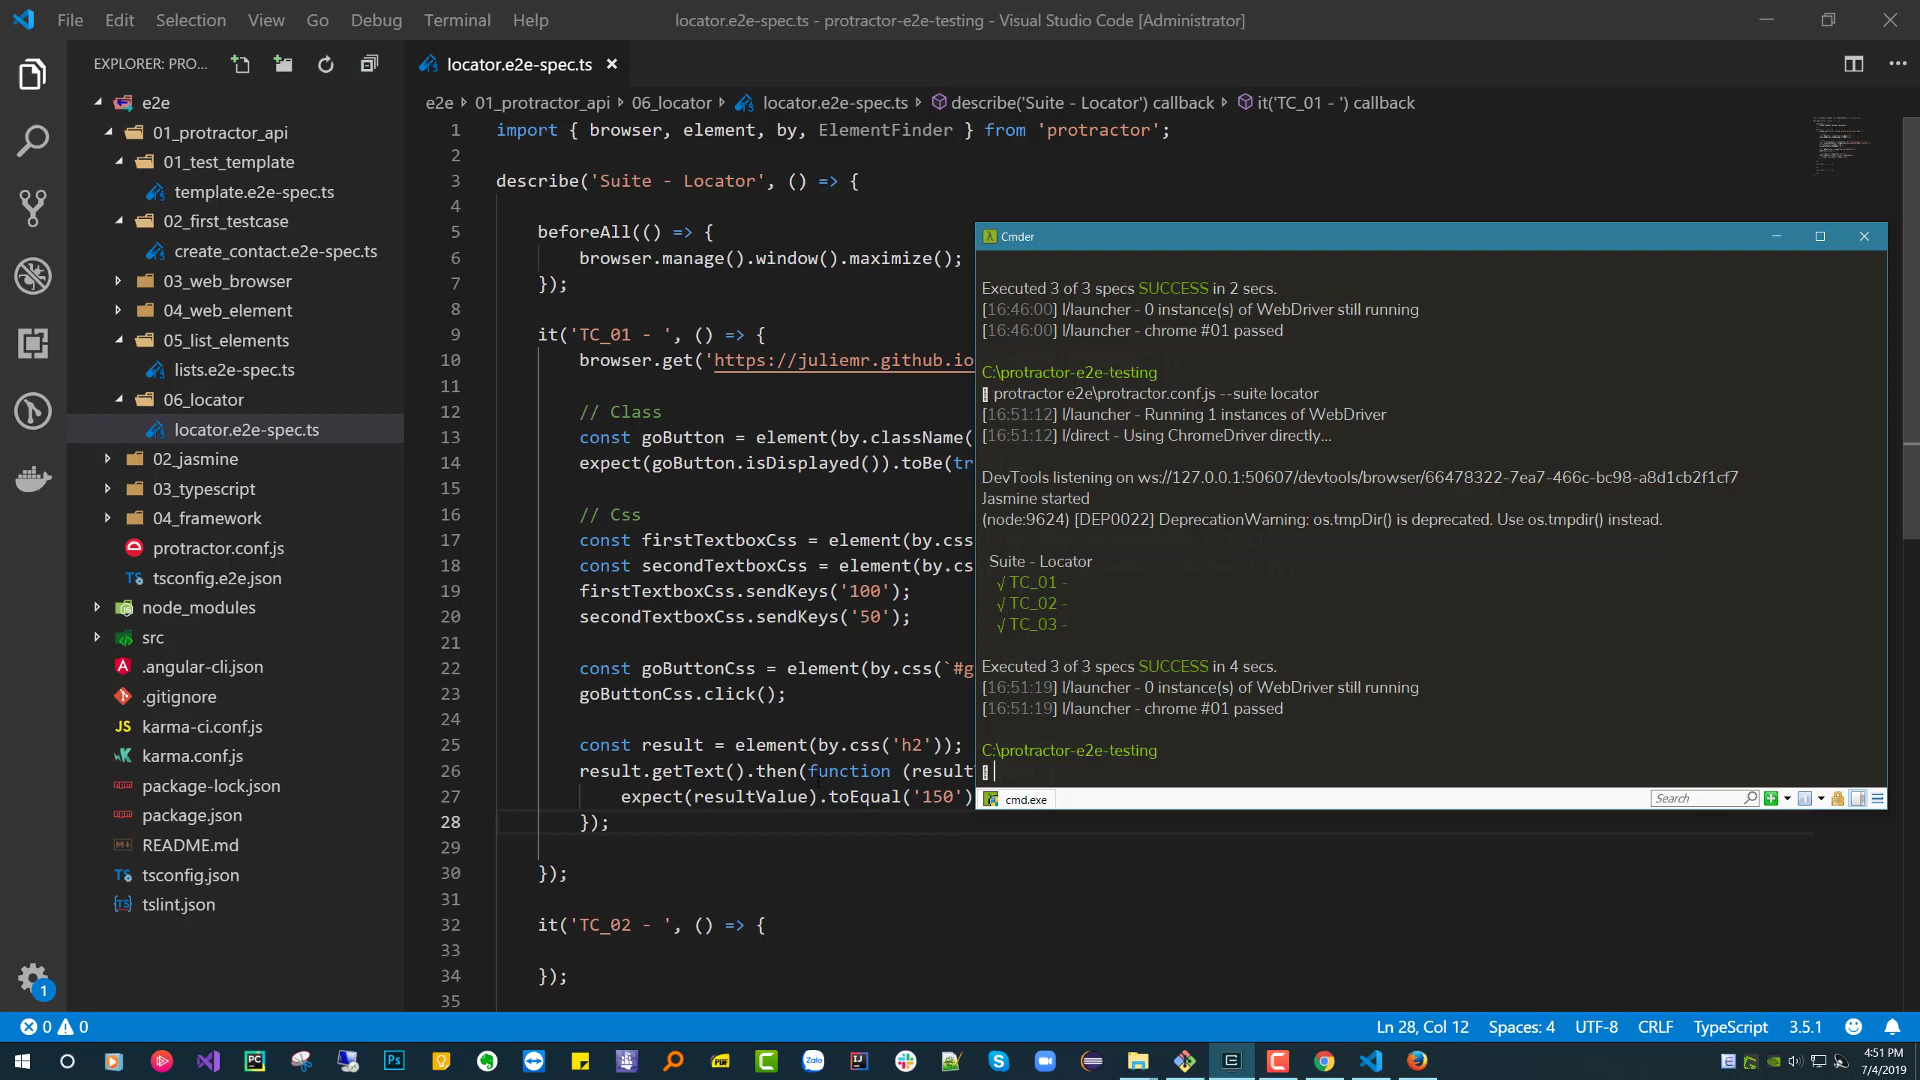 File Edit Selection View Go Debug Terminal Help
locator.e2e-spec.ts - protractor-e2e-testing - Visual Studio Code [Administrator]
EXPLORER: PRO...
e2e
01_protractor_api
01_test_template
template.e2e-spec.ts
02_first_testcase
create_contact.e2e-spec.ts
03_web_browser
04_web_element
05_list_elements
lists.e2e-spec.ts
06_locator
locator.e2e-spec.ts
02_jasmine
03_typescript
04_framework
protractor.conf.js
tsconfig.e2e.json
node_modules
src
.angular-cli.json
.gitignore
karma-ci.conf.js
karma.conf.js
package-lock.json
package.json
README.md
tsconfig.json
tslint.json
1
locator.e2e-spec.ts
e2e 01_protractor_api 06_locator locator.e2e-spec.ts describe('Suite - Locator') callback it('TC_01 - ') callback
1 import { browser, element, by, ElementFinder } from 'protractor';
2
3 describe('Suite - Locator', () => {
4
5 beforeAll(() => {
6 browser.manage().window().maximize();
7 });
8
9 it('TC_01 - ', () => {
10 browser.get('https://juliemr.github.io
11
12 // Class
13 const goButton = element(by.className(
14 expect(goButton.isDisplayed()).toBe(tr
15
16 // Css
17 const firstTextboxCss = element(by.css
18 const secondTextboxCss = element(by.cs
19 firstTextboxCss.sendKeys('100');
20 secondTextboxCss.sendKeys('50');
21
22 const goButtonCss = element(by.css(`#g
23 goButtonCss.click();
24
25 const result = element(by.css('h2'));
26 result.getText().then(function (result
27 expect(resultValue).toEqual('150')
28 });
29
30 });
31
32 it('TC_02 - ', () => {
33
34 });
35
Cmder
Executed 3 of 3 specs SUCCESS in 2 secs.
[16:46:00] I/launcher - 0 instance(s) of WebDriver still running
[16:46:00] I/launcher - chrome #01 passed
C:\protractor-e2e-testing
protractor e2e\protractor.conf.js --suite locator
[16:51:12] I/launcher - Running 1 instances of WebDriver
[16:51:12] I/direct - Using ChromeDriver directly...
DevTools listening on ws://127.0.0.1:50607/devtools/browser/66478322-7ea7-466c-bc98-a8d1cb2f1cf7
Jasmine started
(node:9624) [DEP0022] DeprecationWarning: os.tmpDir() is deprecated. Use os.tmpdir() instead.
Suite - Locator
√ TC_01 -
√ TC_02 -
√ TC_03 -
Executed 3 of 3 specs SUCCESS in 4 secs.
[16:51:19] I/launcher - 0 instance(s) of WebDriver still running
[16:51:19] I/launcher - chrome #01 passed
C:\protractor-e2e-testing
cmd.exe
Search
0 0
Ln 28, Col 12 Spaces: 4 UTF-8 CRLF TypeScript 3.5.1
4:51 PM
7/4/2019